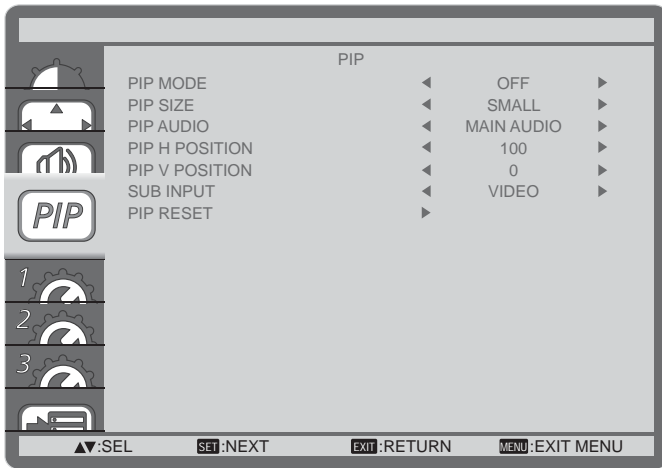 PIP
PIP MODE ◀ OFF ▶
PIP SIZE ◀ SMALL ▶
PIP AUDIO ◀ MAIN AUDIO ▶
PIP H POSITION ◀ 100 ▶
PIP V POSITION ◀ 0 ▶
SUB INPUT ◀ VIDEO ▶
PIP RESET ▶
PIP
1
2
3
▲▼:SEL SET:NEXT EXIT:RETURN MENU:EXIT MENU